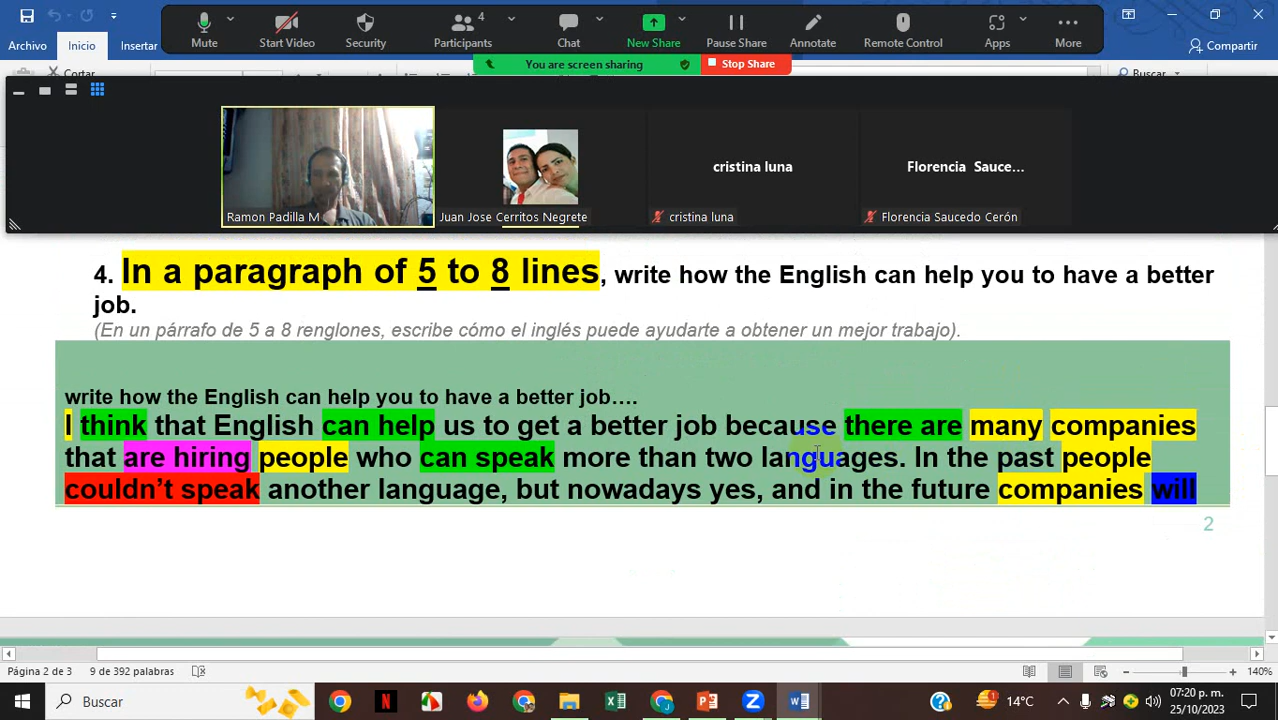 Archivo Inicio Insertar
Mute Start Video Security Participants 4 Chat New Share Pause Share Annotate Remote Control Apps More
Compartir
You are screen sharing Stop Share
Cortar
Buscar
cristina luna
Florencia Sauce...
Ramon Padilla M
Juan Jose Cerritos Negrete
cristina luna
Florencia Saucedo Cerón
4. In a paragraph of 5 to 8 lines, write how the English can help you to have a better
job.
(En un párrafo de 5 a 8 renglones, escribe cómo el inglés puede ayudarte a obtener un mejor trabajo).
write how the English can help you to have a better job….
I think that English can help us to get a better job because there are many companies
that are hiring people who can speak more than two languages. In the past people
couldn’t speak another language, but nowadays yes, and in the future companies will
2
Página 2 de 3 9 de 392 palabras
140%
Buscar
14°C
07:20 p. m.
25/10/2023